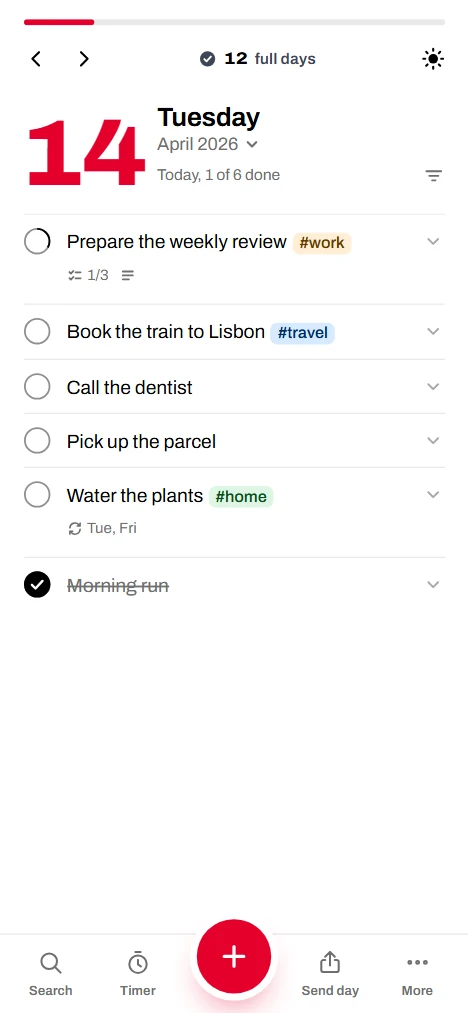 12 full days
14
Tuesday
April 2026
Today, 1 of 6 done
Prepare the weekly review #work
1/3
Book the train to Lisbon #travel
Call the dentist
Pick up the parcel
Water the plants #home
Tue, Fri
Morning run
Search
Timer
Send day
More